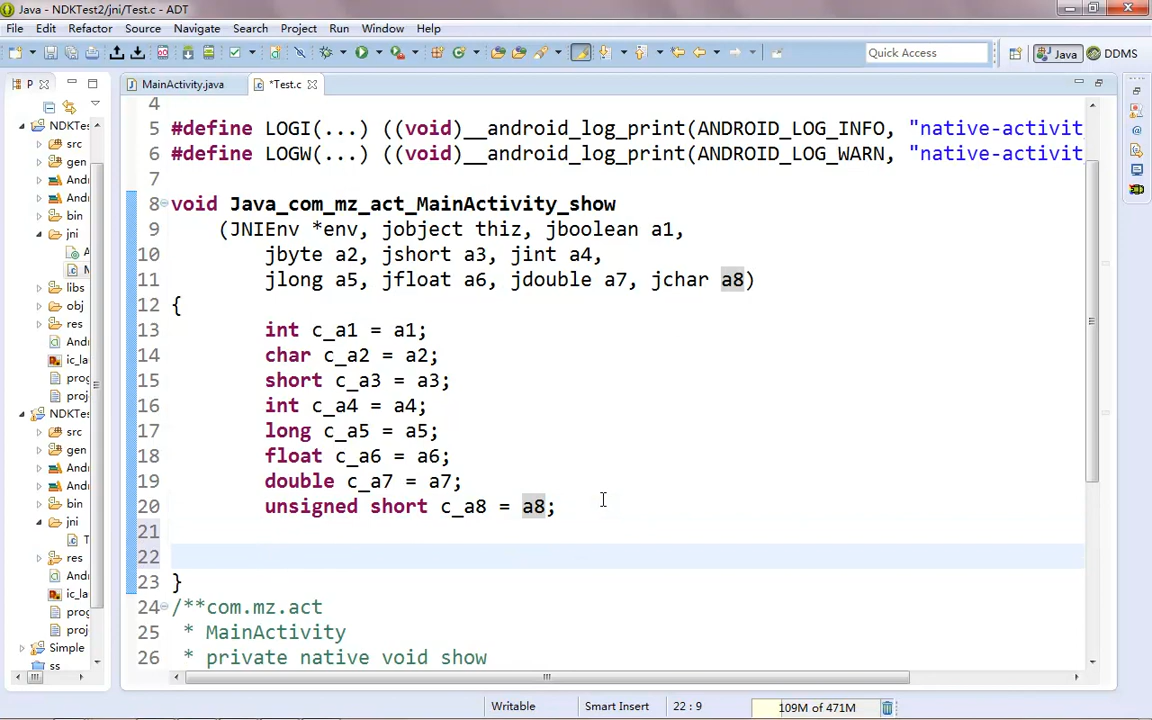 Java - NDKTest2/jni/Test.c - ADT
File Edit Refactor Source Navigate Search Project Run Window Help
Quick Access Java DDMS
P MainActivity.java *Test.c
NDKTe
src
gen
And
And
bin
jni
libs
obj
res
And
ic_la
prog
proj
NDKTe
src
gen
And
And
bin
jni
T
res
And
ic_la
prog
proj
Simple
ss
4
5 #define LOGI(...) ((void)__android_log_print(ANDROID_LOG_INFO, "native-activit
6 #define LOGW(...) ((void)__android_log_print(ANDROID_LOG_WARN, "native-activit
7
8 void Java_com_mz_act_MainActivity_show
9 (JNIEnv *env, jobject thiz, jboolean a1,
10 jbyte a2, jshort a3, jint a4,
11 jlong a5, jfloat a6, jdouble a7, jchar a8)
12 {
13 int c_a1 = a1;
14 char c_a2 = a2;
15 short c_a3 = a3;
16 int c_a4 = a4;
17 long c_a5 = a5;
18 float c_a6 = a6;
19 double c_a7 = a7;
20 unsigned short c_a8 = a8;
21
22
23 }
24 /**com.mz.act
25 * MainActivity
26 * private native void show
Writable Smart Insert 22 : 9 109M of 471M